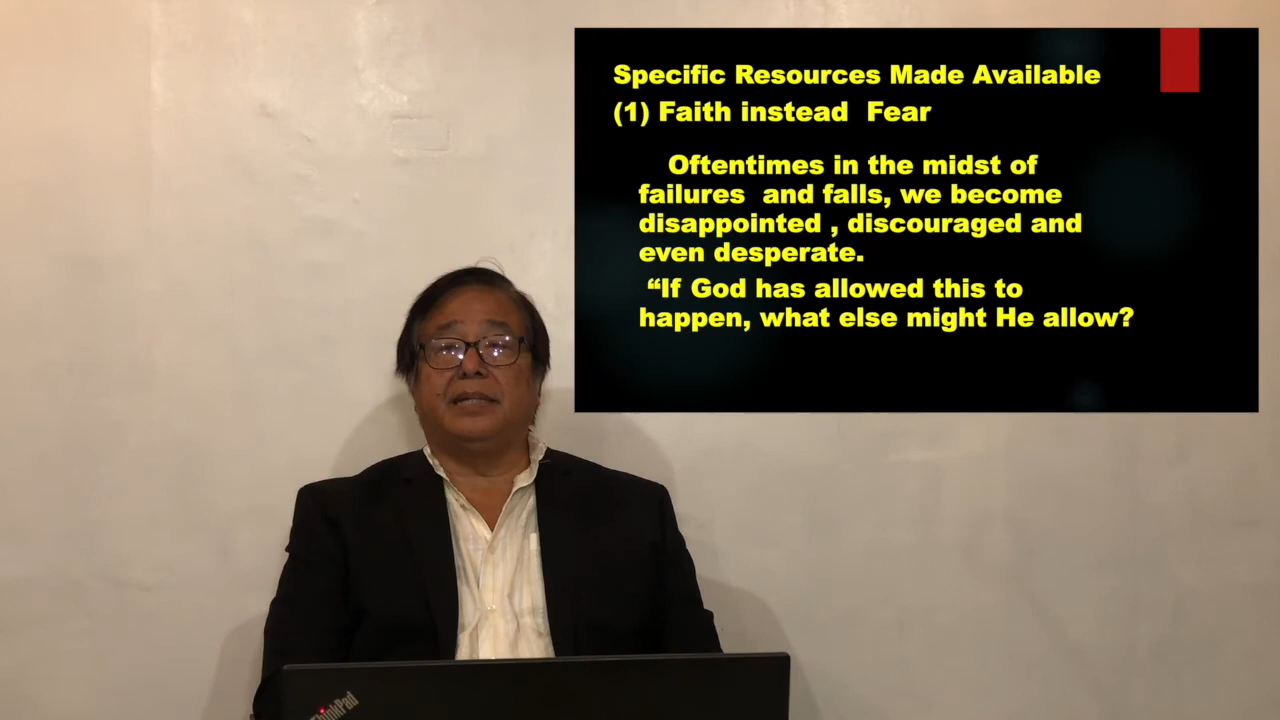 Specific Resources Made Available
(1) Faith instead  Fear
Oftentimes in the midst of
failures  and falls, we become
disappointed , discouraged and
even desperate.
“If God has allowed this to
happen, what else might He allow?
ThinkPad